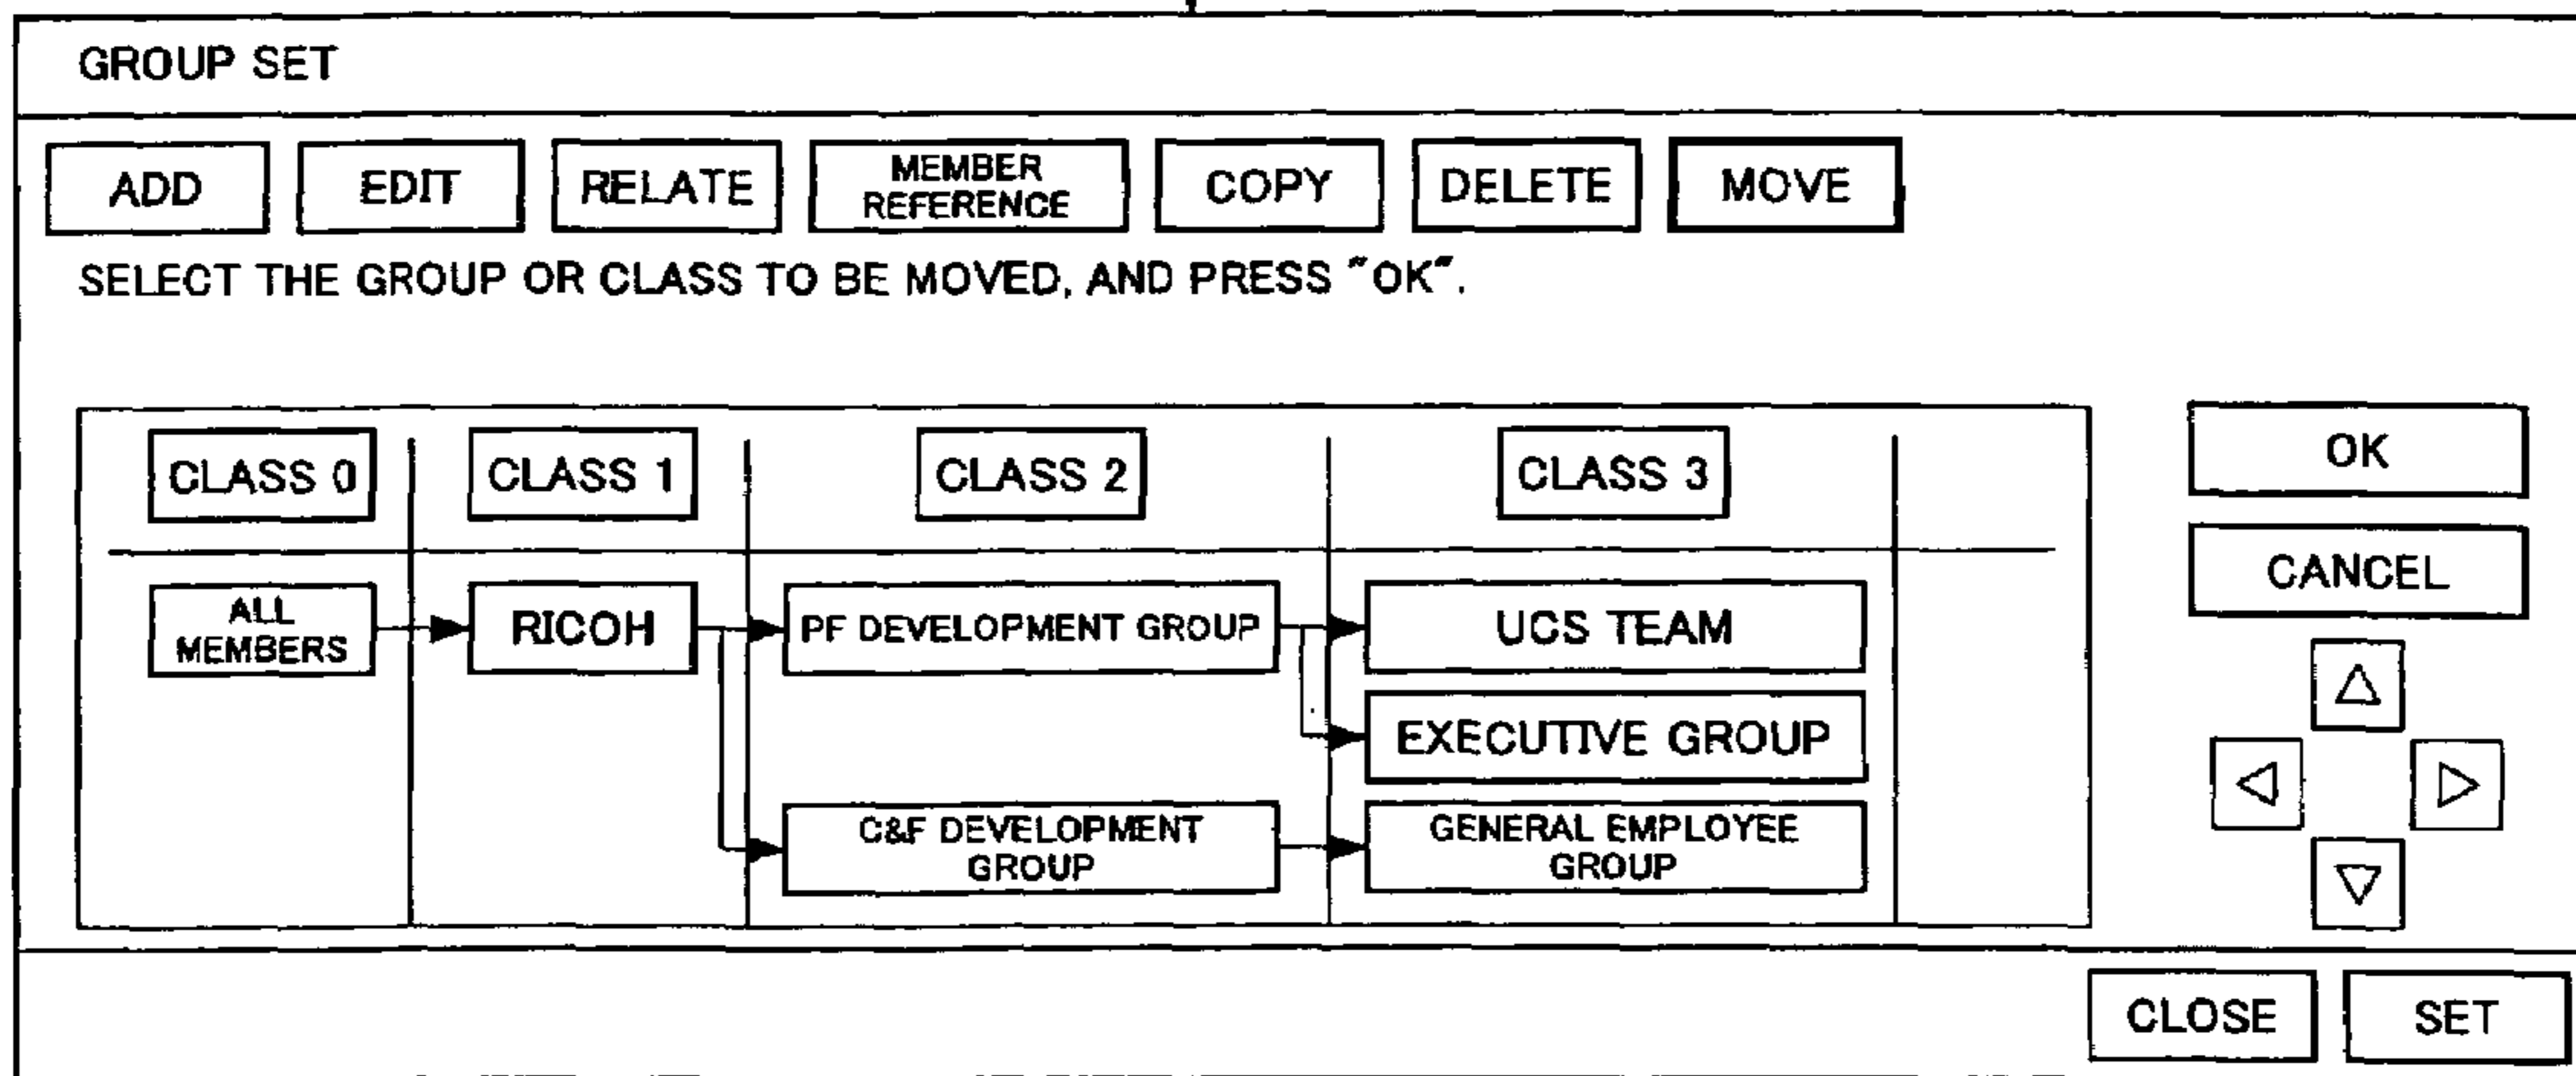 GROUP SET
ADD
EDIT
RELATE
MEMBER
REFERENCE
COPY
DELETE
MOVE
SELECT THE GROUP OR CLASS TO BE MOVED, AND PRESS "OK".
CLASS 0
CLASS 1
CLASS 2
CLASS 3
OK
CANCEL
ALL
MEMBERS
RICOH
PF DEVELOPMENT GROUP
UCS TEAM
EXECUTIVE GROUP
C&F DEVELOPMENT
GROUP
GENERAL EMPLOYEE
GROUP
CLOSE
SET